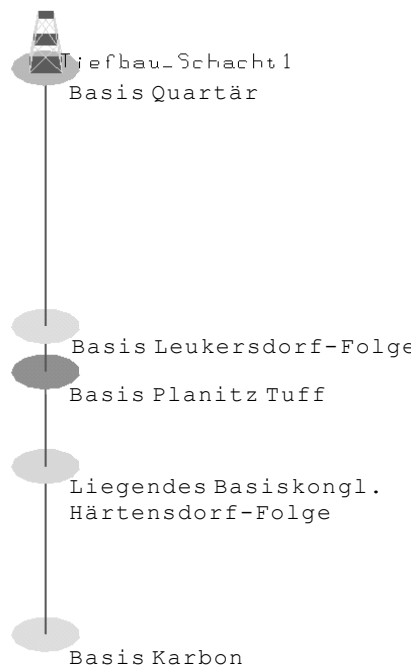 Tiefbau_Schacht1
Basis Quartär
Basis Leukersdorf-Folge
Basis Planitz Tuff
Liegendes Basiskongl.
Härtensdorf-Folge
Basis Karbon